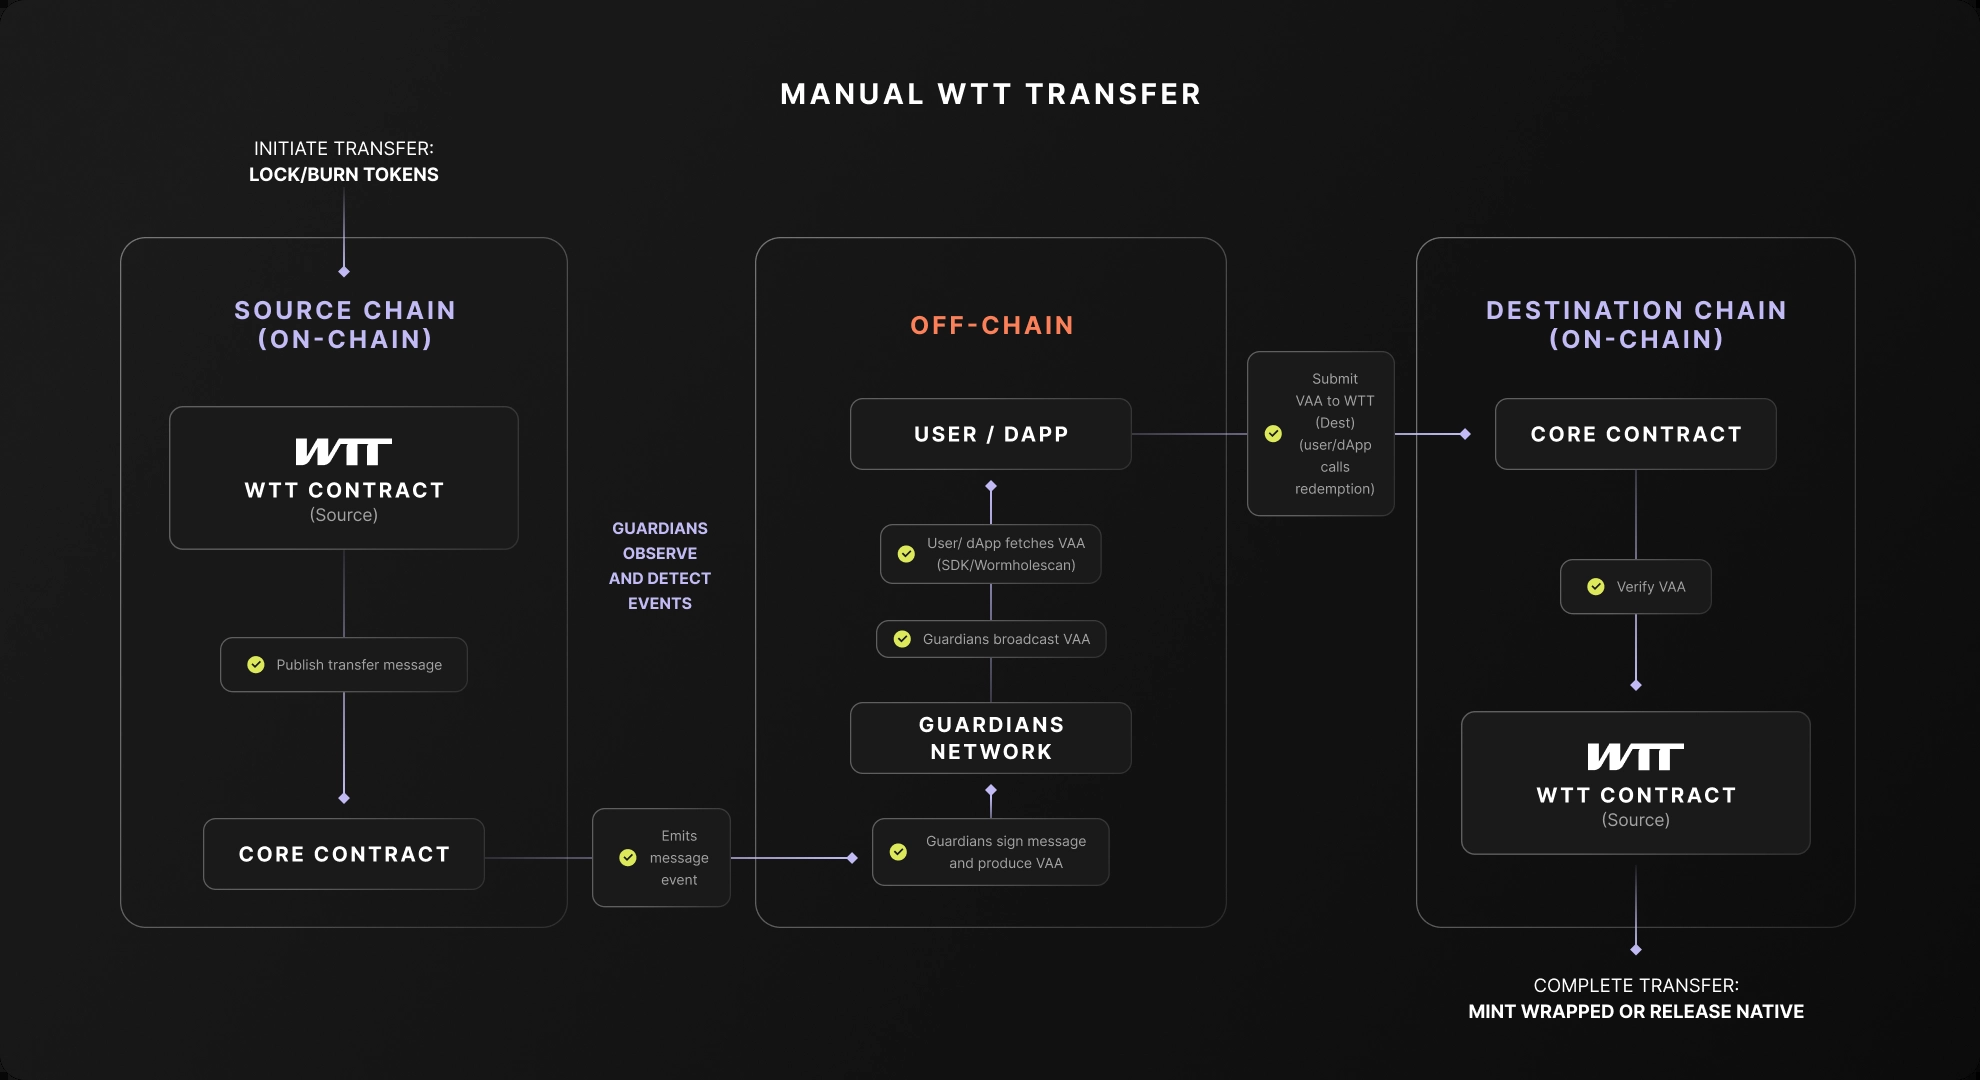 MANUAL WTT TRANSFER
INITIATE TRANSFER:
LOCK/BURN TOKENS
SOURCE CHAIN
(ON-CHAIN)
WTT
WTT CONTRACT
(Source)
Publish transfer message
CORE CONTRACT
GUARDIANS
OBSERVE
AND DETECT
EVENTS
Emits
message
event
OFF-CHAIN
USER / DAPP
User/ dApp fetches VAA
(SDK/Wormholescan)
Guardians broadcast VAA
GUARDIANS
NETWORK
Guardians sign message
and produce VAA
Submit
VAA to WTT
(Dest)
(user/dApp
calls
redemption)
DESTINATION CHAIN
(ON-CHAIN)
CORE CONTRACT
Verify VAA
WTT
WTT CONTRACT
(Source)
COMPLETE TRANSFER:
MINT WRAPPED OR RELEASE NATIVE